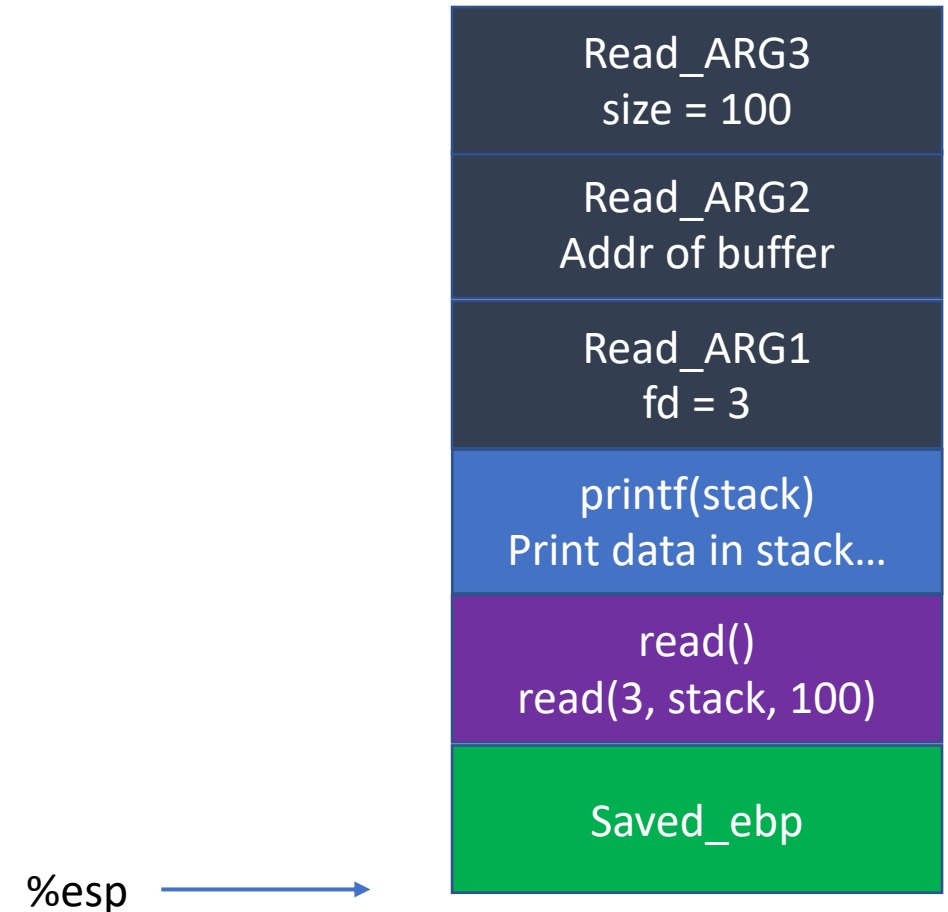 Read_ARG3
size = 100
Read_ARG2
Addr of buffer
Read_ARG1
fd = 3
printf(stack)
Print data in stack…
read()
read(3, stack, 100)
Saved_ebp
%esp